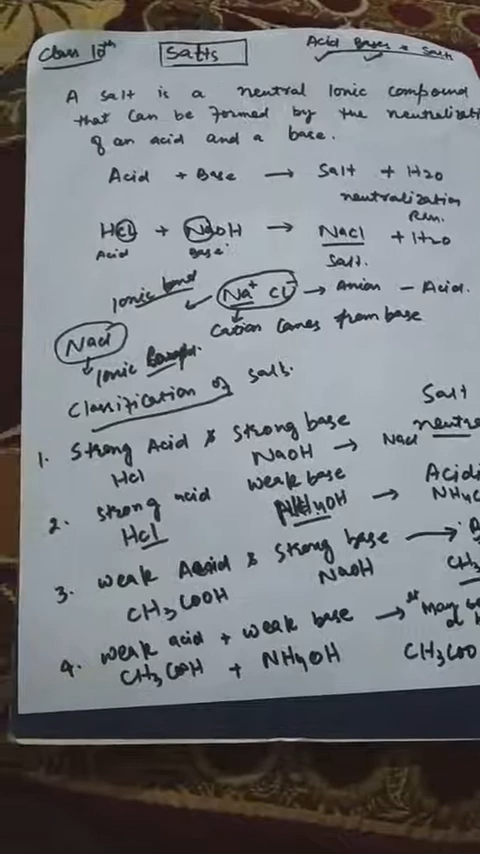 Class 10th Salts Acid Bases & Salts
A salt is a neutral Ionic compound
that can be formed by the neutralizati
of an acid and a base.
Acid + Base → Salt + H2O
neutralization
Rxn.
HCl + NaOH → NaCl + H2O
Acid Base Salt.
Ionic bond Na+ Cl- → Anion - Acid.
Cation comes from base
NaCl
Ionic
Classification of Salts.
Salt
1. Strong Acid & Strong base neutr
HCl NaOH → NaCl
2. Strong acid weak base Acidi
HCl NH4OH → NH4C
3. weak Acid & Strong base →
CH3COOH NaOH CH3
4. weak acid + weak base → May
CH3COOH + NH4OH CH3COO